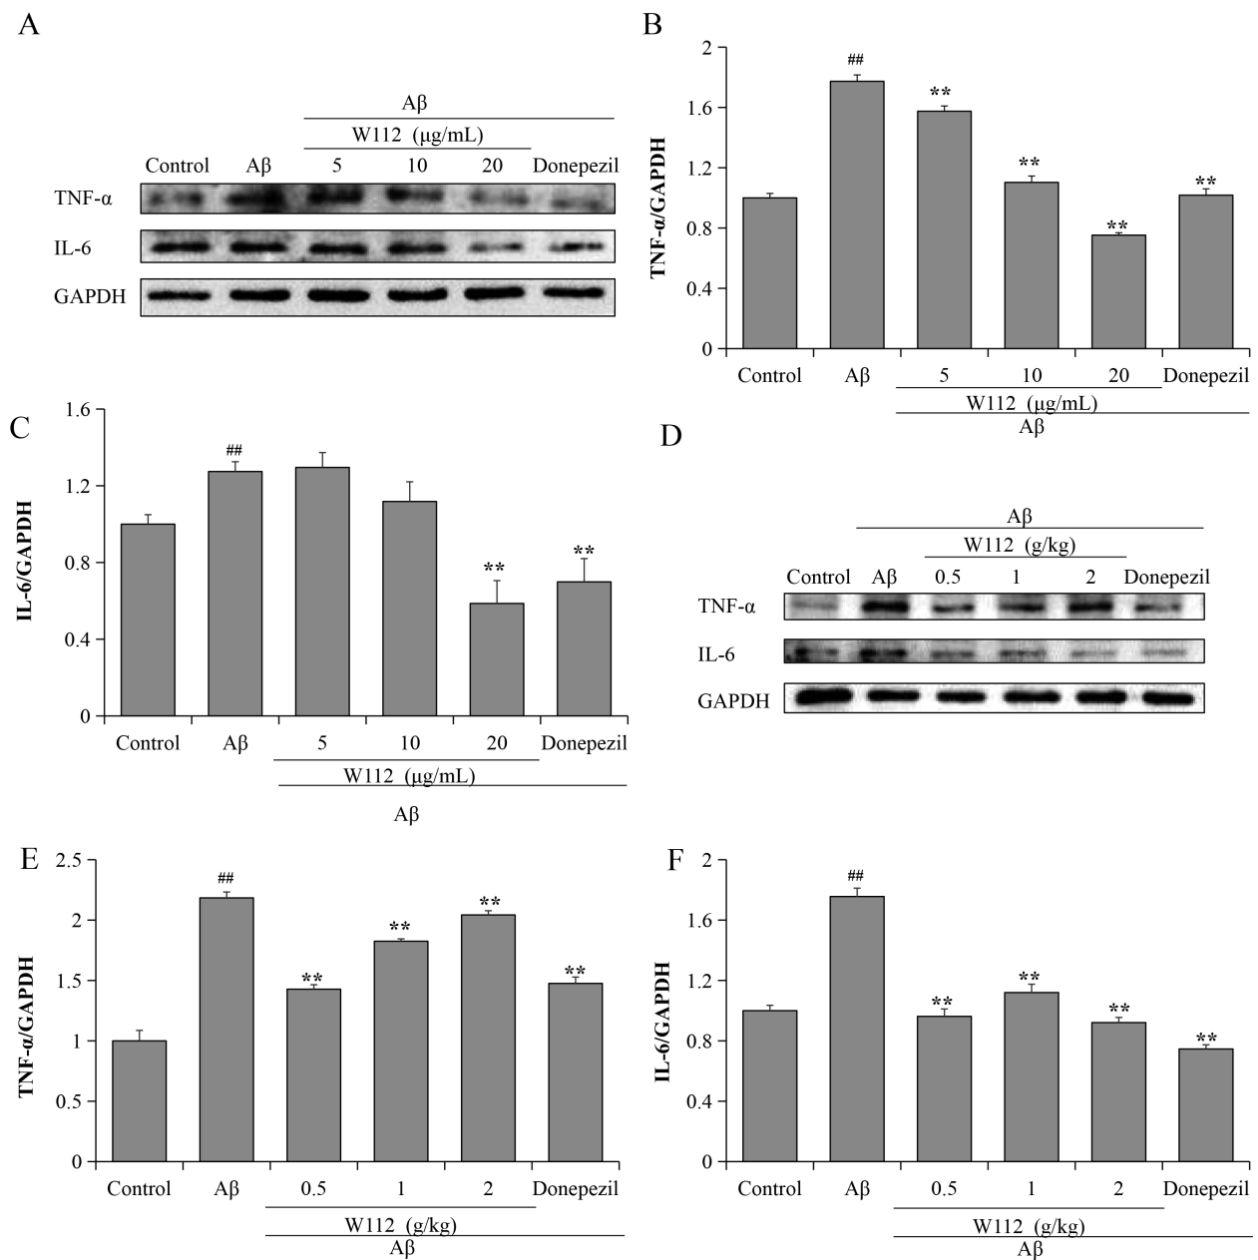 A
Aβ
W112 (μg/mL)
Control Aβ 5 10 20 Donepezil
TNF-α
IL-6
GAPDH
B
2
1.6
1.2
0.8
0.4
0
TNF-α/GAPDH
##
**
**
**
**
Control Aβ 5 10 20 Donepezil
W112 (μg/mL)
Aβ
C
1.6
1.2
0.8
0.4
0
IL-6/GAPDH
##
**
**
Control Aβ 5 10 20 Donepezil
W112 (μg/mL)
Aβ
D
Aβ
W112 (g/kg)
Control Aβ 0.5 1 2 Donepezil
TNF-α
IL-6
GAPDH
E
2.5
2
1.5
1
0.5
0
TNF-α/GAPDH
##
**
**
**
**
Control Aβ 0.5 1 2 Donepezil
W112 (g/kg)
Aβ
F
2
1.6
1.2
0.8
0.4
0
IL-6/GAPDH
##
**
**
**
**
Control Aβ 0.5 1 2 Donepezil
W112 (g/kg)
Aβ